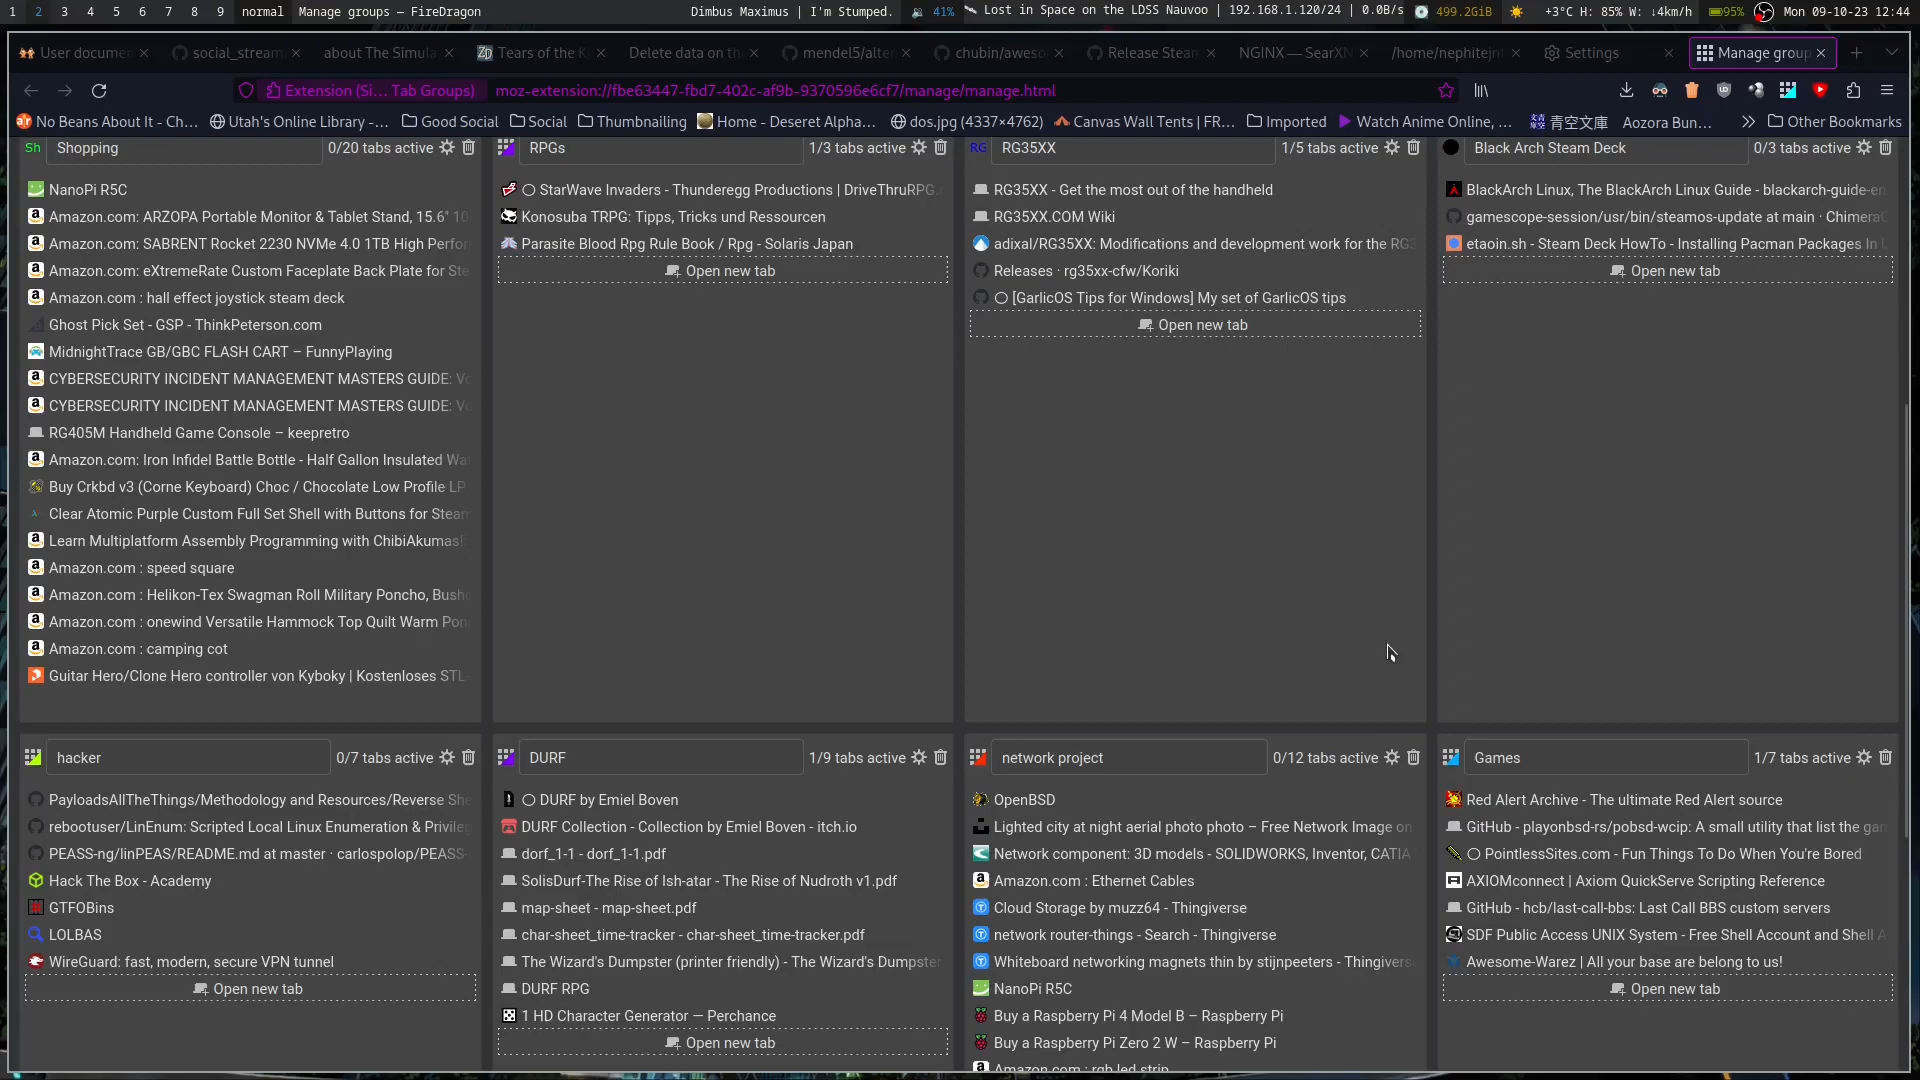 1 2 3 4 5 6 7 8 9 normal Manage groups — FireDragon Dimbus Maximus | I'm Stumped. 41% Lost in Space on the LDSS Nauvoo | 192.168.1.120/24 | 0.0B/s 499.2GiB +3°C H: 85% W: ↓4km/h 95% Mon 09-10-23 12:44
User documen social_stream about The Simula Tears of the K Delete data on th mendel5/alter chubin/aweso Release Steam NGINX — SearXN /home/nephitejnf Settings Manage group
Extension (Si... Tab Groups) moz-extension://fbe63447-fbd7-402c-af9b-9370596e6cf7/manage/manage.html
No Beans About It - Ch... Utah's Online Library -... Good Social Social Thumbnailing Home - Deseret Alpha... dos.jpg (4337×4762) Canvas Wall Tents | FR... Imported Watch Anime Online, ... 青空文庫 Aozora Bun... Other Bookmarks
Sh Shopping 0/20 tabs active
NanoPi R5C
Amazon.com: ARZOPA Portable Monitor & Tablet Stand, 15.6" 10
Amazon.com: SABRENT Rocket 2230 NVMe 4.0 1TB High Perfor
Amazon.com: eXtremeRate Custom Faceplate Back Plate for Ste
Amazon.com : hall effect joystick steam deck
Ghost Pick Set - GSP - ThinkPeterson.com
MidnightTrace GB/GBC FLASH CART – FunnyPlaying
CYBERSECURITY INCIDENT MANAGEMENT MASTERS GUIDE: Vo
CYBERSECURITY INCIDENT MANAGEMENT MASTERS GUIDE: Vo
RG405M Handheld Game Console – keepretro
Amazon.com: Iron Infidel Battle Bottle - Half Gallon Insulated Wa
Buy Crkbd v3 (Corne Keyboard) Choc / Chocolate Low Profile LP
Clear Atomic Purple Custom Full Set Shell with Buttons for Steam
Learn Multiplatform Assembly Programming with ChibiAkumas!:
Amazon.com : speed square
Amazon.com : Helikon-Tex Swagman Roll Military Poncho, Bushc
Amazon.com : onewind Versatile Hammock Top Quilt Warm Pon
Amazon.com : camping cot
Guitar Hero/Clone Hero controller von Kyboky | Kostenloses STL-
RPGs 1/3 tabs active
StarWave Invaders - Thunderegg Productions | DriveThruRPG.
Konosuba TRPG: Tipps, Tricks und Ressourcen
Parasite Blood Rpg Rule Book / Rpg - Solaris Japan
Open new tab
RG RG35XX 1/5 tabs active
RG35XX - Get the most out of the handheld
RG35XX.COM Wiki
adixal/RG35XX: Modifications and development work for the RG3
Releases · rg35xx-cfw/Koriki
[GarlicOS Tips for Windows] My set of GarlicOS tips
Open new tab
Black Arch Steam Deck 0/3 tabs active
BlackArch Linux, The BlackArch Linux Guide - blackarch-guide-en
gamescope-session/usr/bin/steamos-update at main · ChimeraO
etaoin.sh - Steam Deck HowTo - Installing Pacman Packages In
Open new tab
hacker 0/7 tabs active
PayloadsAllTheThings/Methodology and Resources/Reverse She
rebootuser/LinEnum: Scripted Local Linux Enumeration & Privileg
PEASS-ng/linPEAS/README.md at master · carlospolop/PEASS-
Hack The Box - Academy
GTFOBins
LOLBAS
WireGuard: fast, modern, secure VPN tunnel
Open new tab
DURF 1/9 tabs active
DURF by Emiel Boven
DURF Collection - Collection by Emiel Boven - itch.io
dorf_1-1 - dorf_1-1.pdf
SolisDurf-The Rise of Ish-atar - The Rise of Nudroth v1.pdf
map-sheet - map-sheet.pdf
char-sheet_time-tracker - char-sheet_time-tracker.pdf
The Wizard's Dumpster (printer friendly) - The Wizard's Dumpster
DURF RPG
1 HD Character Generator — Perchance
Open new tab
network project 0/12 tabs active
OpenBSD
Lighted city at night aerial photo photo – Free Network Image on
Network component: 3D models - SOLIDWORKS, Inventor, CATIA
Amazon.com : Ethernet Cables
Cloud Storage by muzz64 - Thingiverse
network router-things - Search - Thingiverse
Whiteboard networking magnets thin by stijnpeeters - Thingivers
NanoPi R5C
Buy a Raspberry Pi 4 Model B – Raspberry Pi
Buy a Raspberry Pi Zero 2 W – Raspberry Pi
Amazon.com : rgb led strip
Games 1/7 tabs active
Red Alert Archive - The ultimate Red Alert source
GitHub - playonbsd-rs/pobsd-wcip: A small utility that list the gam
PointlessSites.com - Fun Things To Do When You're Bored
AXIOMconnect | Axiom QuickServe Scripting Reference
GitHub - hcb/last-call-bbs: Last Call BBS custom servers
SDF Public Access UNIX System - Free Shell Account and Shell A
Awesome-Warez | All your base are belong to us!
Open new tab